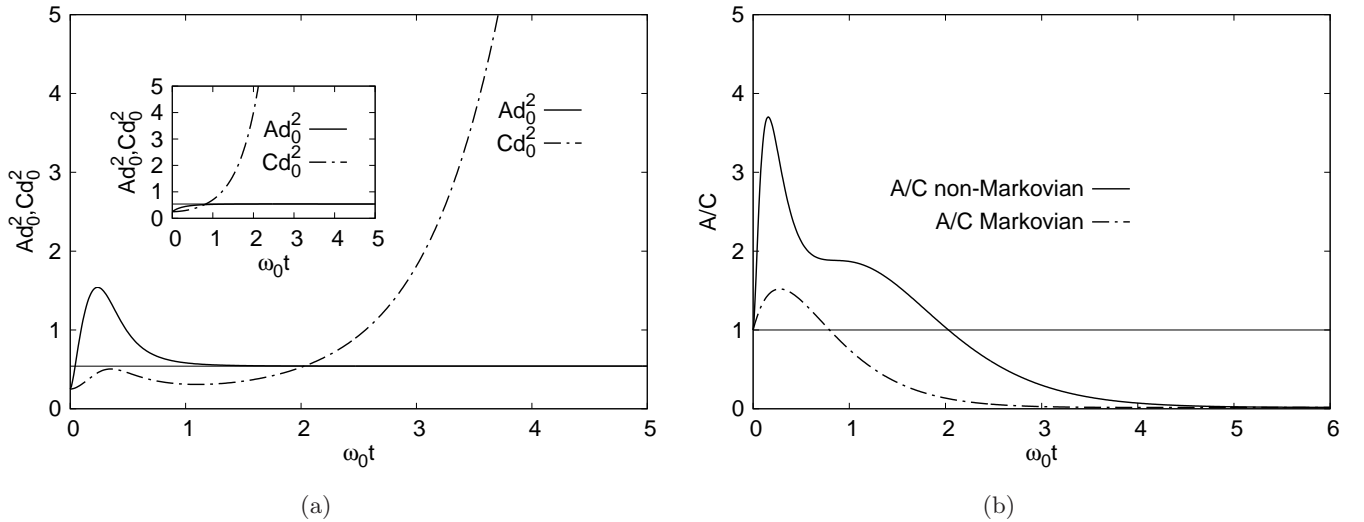 5
4
3
2
1
0
0 1 2 3 4 5
Ad₀²,Cd₀²
ω₀t
Ad₀²
Cd₀²
5
4
3
2
1
0
0 1 2 3 4 5
Ad₀²,Cd₀²
ω₀t
Ad₀²
Cd₀²
(a)
5
4
3
2
1
0
0 1 2 3 4 5 6
A/C
ω₀t
A/C non-Markovian
A/C Markovian
(b)